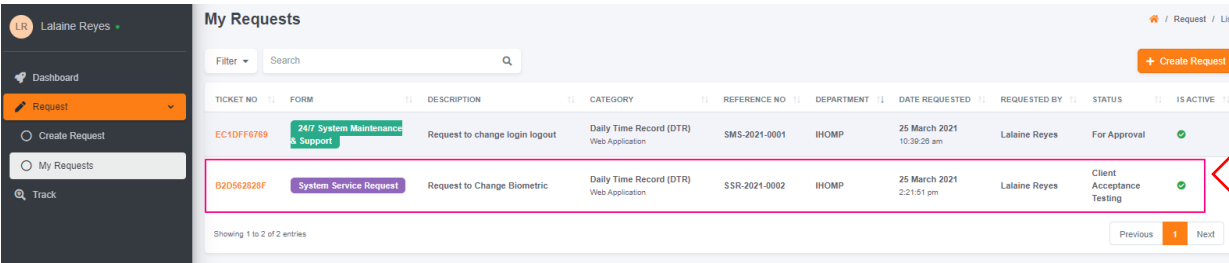 LR Lalaine Reyes
My Requests
/ Request / Lis
Filter
Search
+ Create Request
Dashboard
Request
Create Request
My Requests
Track
TICKET NO FORM DESCRIPTION CATEGORY REFERENCE NO DEPARTMENT DATE REQUESTED REQUESTED BY STATUS IS ACTIVE
EC1DFF6769
24/7 System Maintenance
& Support
Request to change login logout
Daily Time Record (DTR)
Web Application
SMS-2021-0001
IHOMP
25 March 2021
10:39:26 am
Lalaine Reyes
For Approval
B2D562828F
System Service Request
Request to Change Biometric
Daily Time Record (DTR)
Web Application
SSR-2021-0002
IHOMP
25 March 2021
2:21:51 pm
Lalaine Reyes
Client
Acceptance
Testing
Showing 1 to 2 of 2 entries
Previous 1 Next